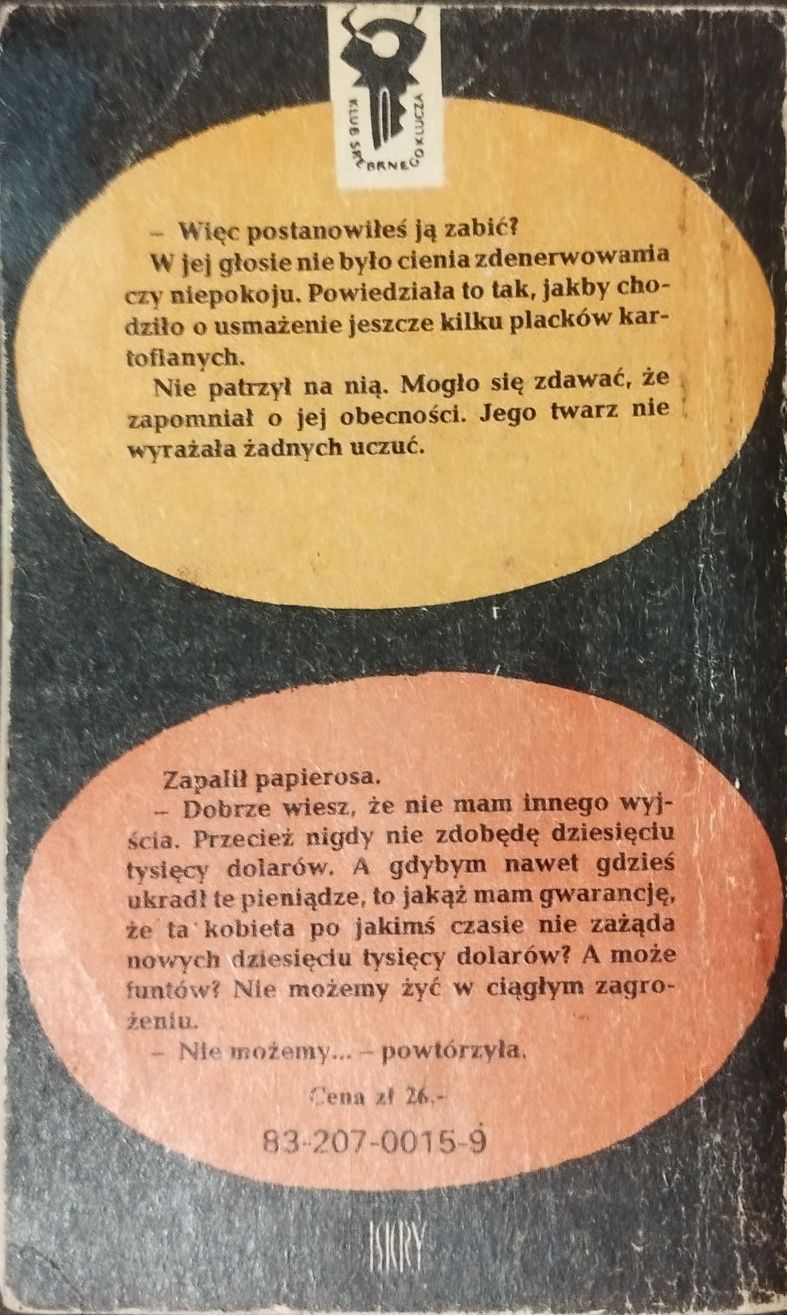 KLUB SREBRNEGO KLUCZA
– Więc postanowiłeś ją zabić?
W jej głosie nie było cienia zdenerwowania
czy niepokoju. Powiedziała to tak, jakby cho-
dziło o usmażenie jeszcze kilku placków kar-
toflanych.
Nie patrzył na nią. Mogło się zdawać, że
zapomniał o jej obecności. Jego twarz nie
wyrażała żadnych uczuć.
Zapalił papierosa.
– Dobrze wiesz, że nie mam innego wyj-
ścia. Przecież nigdy nie zdobędę dziesięciu
tysięcy dolarów. A gdybym nawet gdzieś
ukradł te pieniądze, to jakąż mam gwarancję,
że ta kobieta po jakimś czasie nie zażąda
nowych dziesięciu tysięcy dolarów? A może
funtów? Nie możemy żyć w ciągłym zagro-
żeniu.
– Nie możemy... – powtórzyła.
Cena zł 26.-
83-207-0015-9
ISKRY